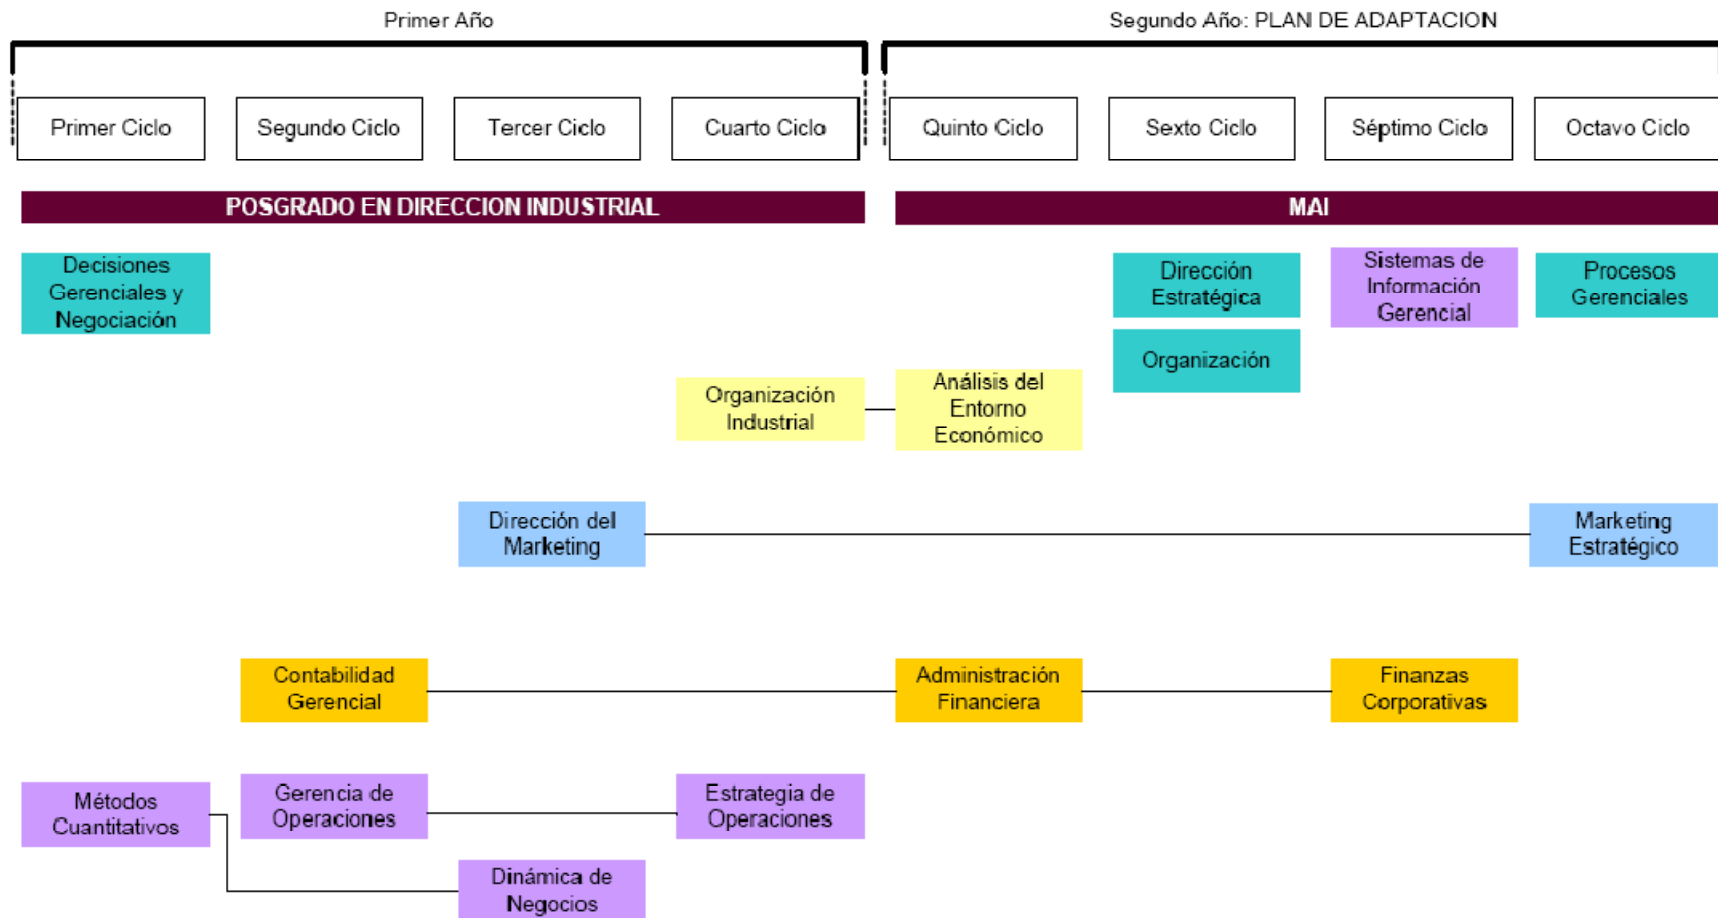 Primer Año
Segundo Año: PLAN DE ADAPTACION
Primer Ciclo
Segundo Ciclo
Tercer Ciclo
Cuarto Ciclo
Quinto Ciclo
Sexto Ciclo
Séptimo Ciclo
Octavo Ciclo
POSGRADO EN DIRECCION INDUSTRIAL
MAI
Decisiones
Gerenciales y
Negociación
Dirección
Estratégica
Sistemas de
Información
Gerencial
Procesos
Gerenciales
Organización
Organización
Industrial
Análisis del
Entorno
Económico
Dirección del
Marketing
Marketing
Estratégico
Contabilidad
Gerencial
Administración
Financiera
Finanzas
Corporativas
Métodos
Cuantitativos
Gerencia de
Operaciones
Estrategia de
Operaciones
Dinámica de
Negocios